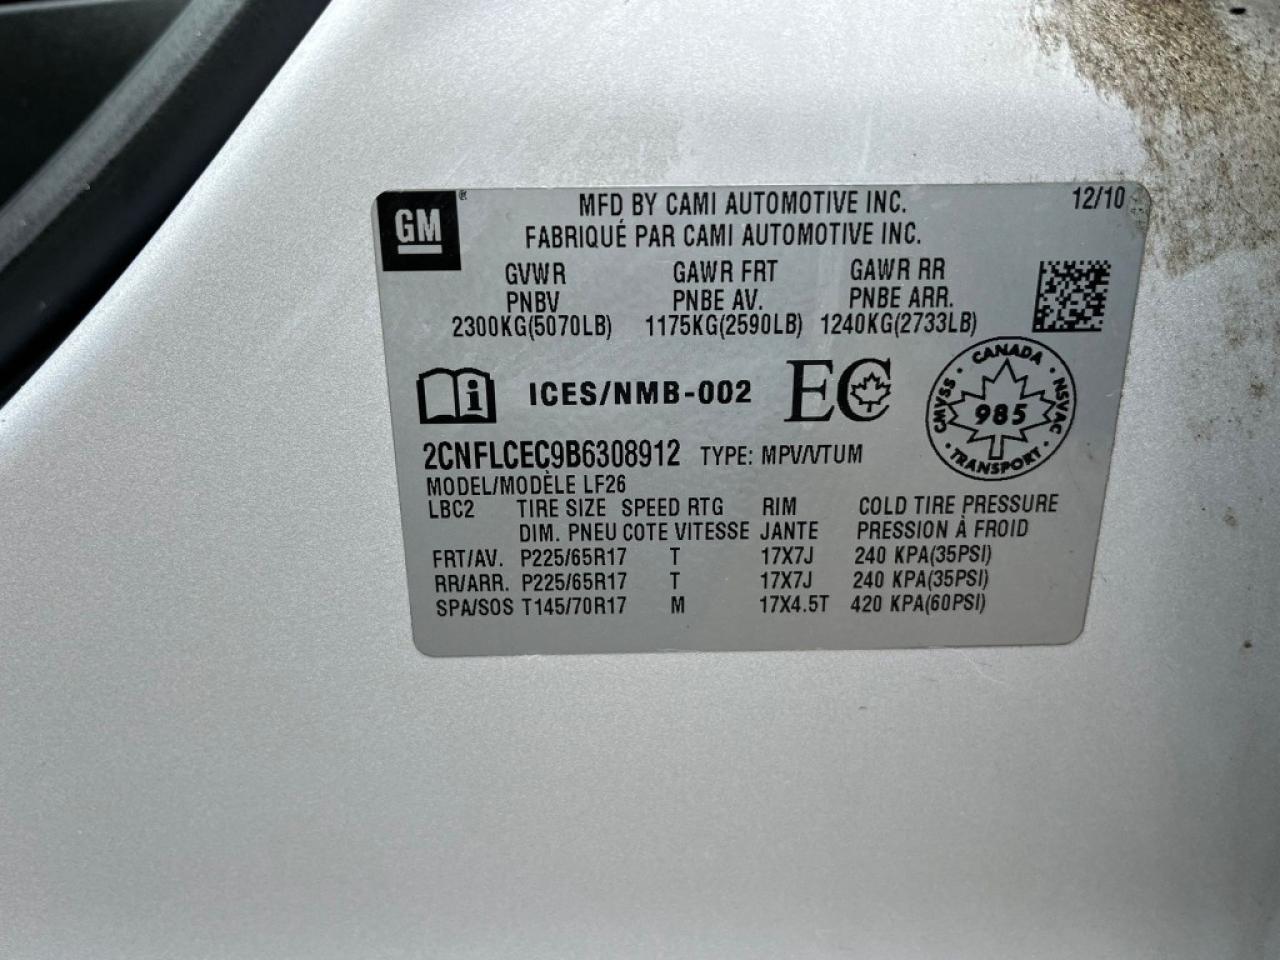 GM®
MFD BY CAMI AUTOMOTIVE INC. 12/10
FABRIQUÉ PAR CAMI AUTOMOTIVE INC.
GVWR GAWR FRT GAWR RR
PNBV PNBE AV. PNBE ARR.
2300KG(5070LB) 1175KG(2590LB) 1240KG(2733LB)
i ICES/NMB-002 EC
CANADA CMVSS NSVAC 985 TRANSPORT
2CNFLCEC9B6308912 TYPE: MPV/VTUM
MODEL/MODÈLE LF26
LBC2 TIRE SIZE SPEED RTG RIM COLD TIRE PRESSURE
DIM. PNEU COTE VITESSE JANTE PRESSION À FROID
FRT/AV. P225/65R17 T 17X7J 240 KPA(35PSI)
RR/ARR. P225/65R17 T 17X7J 240 KPA(35PSI)
SPA/SOS T145/70R17 M 17X4.5T 420 KPA(60PSI)